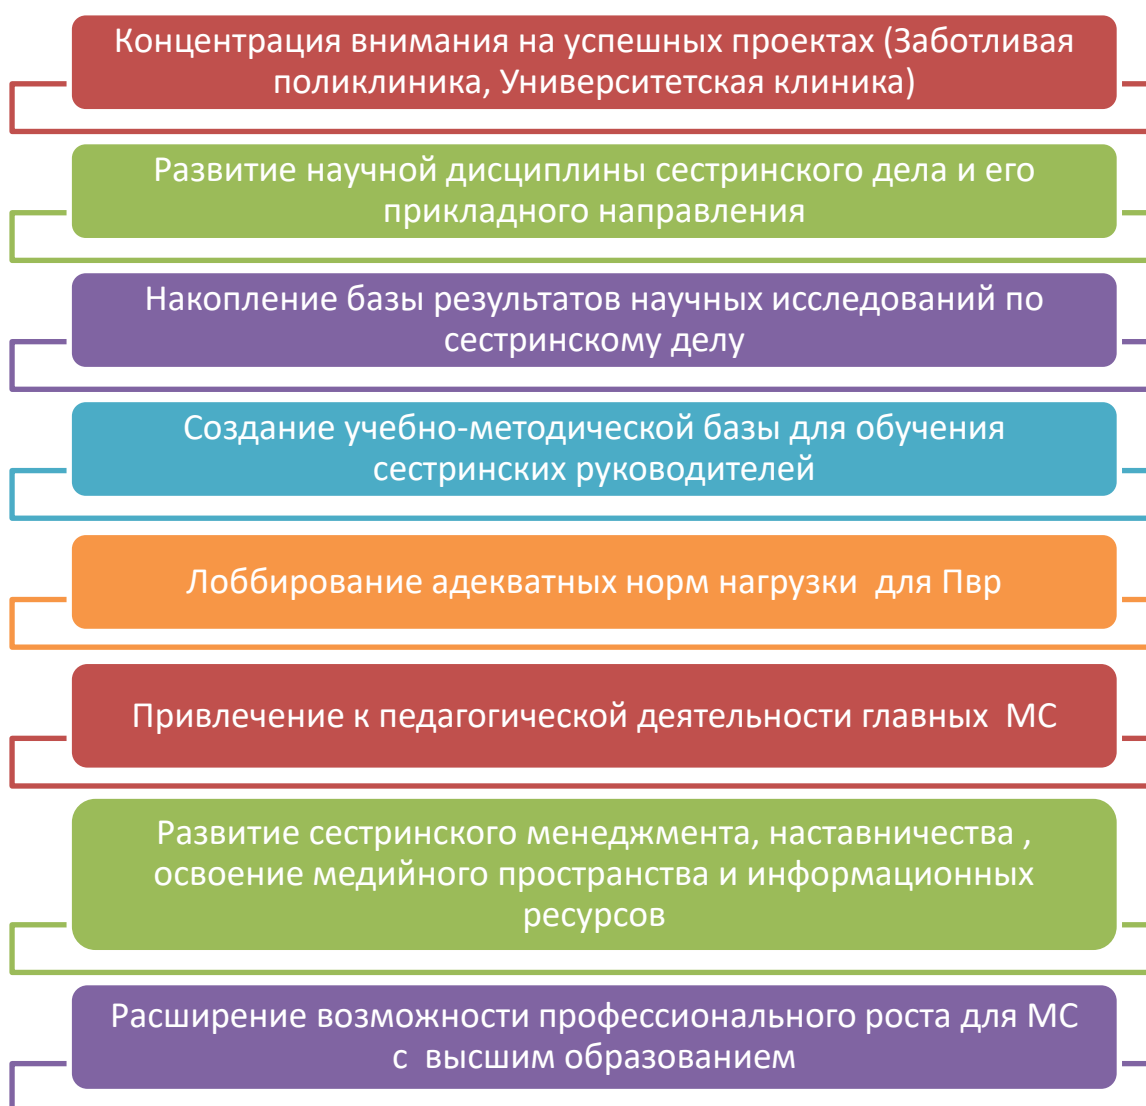 Концентрация внимания на успешных проектах (Заботливая
поликлиника, Университетская клиника)
Развитие научной дисциплины сестринского дела и его
прикладного направления
Накопление базы результатов научных исследований по
сестринскому делу
Создание учебно-методической базы для обучения
сестринских руководителей
Лоббирование адекватных норм нагрузки для Пвр
Привлечение к педагогической деятельности главных МС
Развитие сестринского менеджмента, наставничества ,
освоение медийного пространства и информационных
ресурсов
Расширение возможности профессионального роста для МС
с высшим образованием